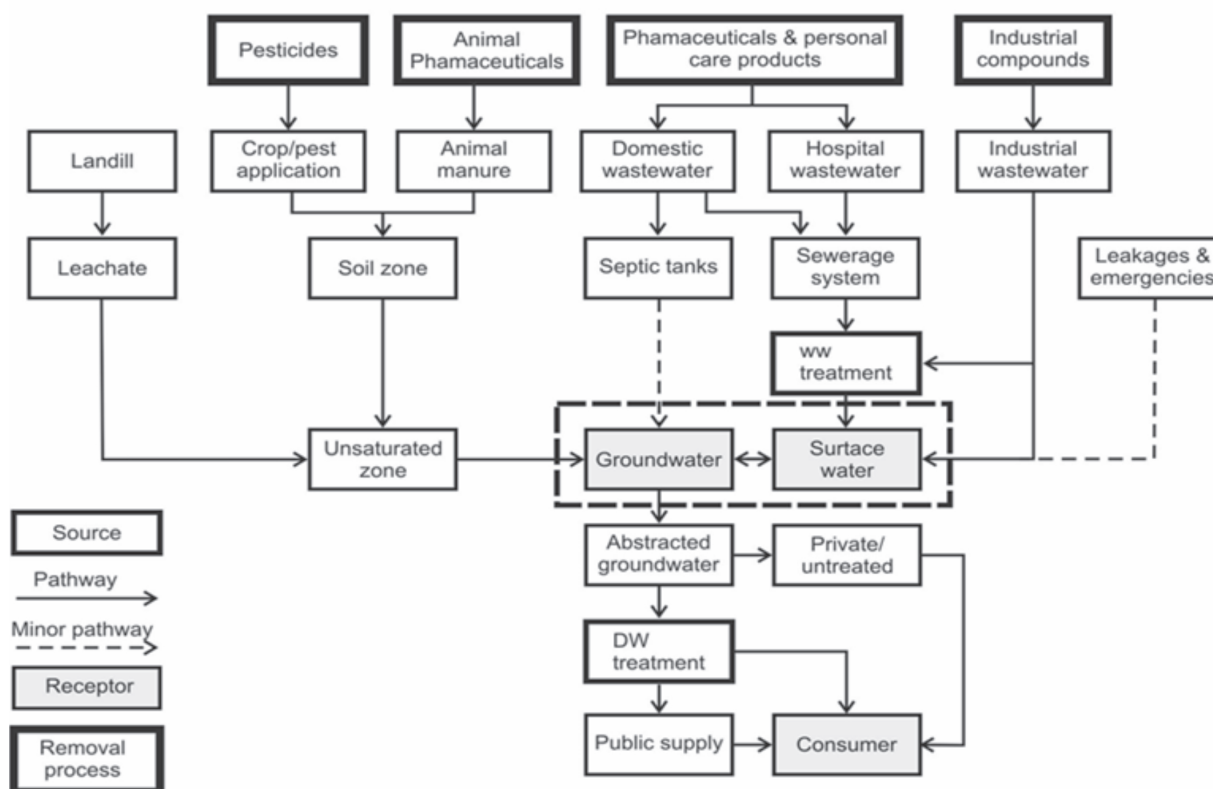 Pesticides
Animal
Phamaceuticals
Phamaceuticals & personal
care products
Industrial
compounds
Landill
Crop/pest
application
Animal
manure
Domestic
wastewater
Hospital
wastewater
Industrial
wastewater
Leachate
Soil zone
Septic tanks
Sewerage
system
Leakages &
emergencies
ww
treatment
Unsaturated
zone
Groundwater
Surtace
water
Source
Pathway
Minor pathway
Receptor
Removal
process
Abstracted
groundwater
Private/
untreated
DW
treatment
Public supply
Consumer